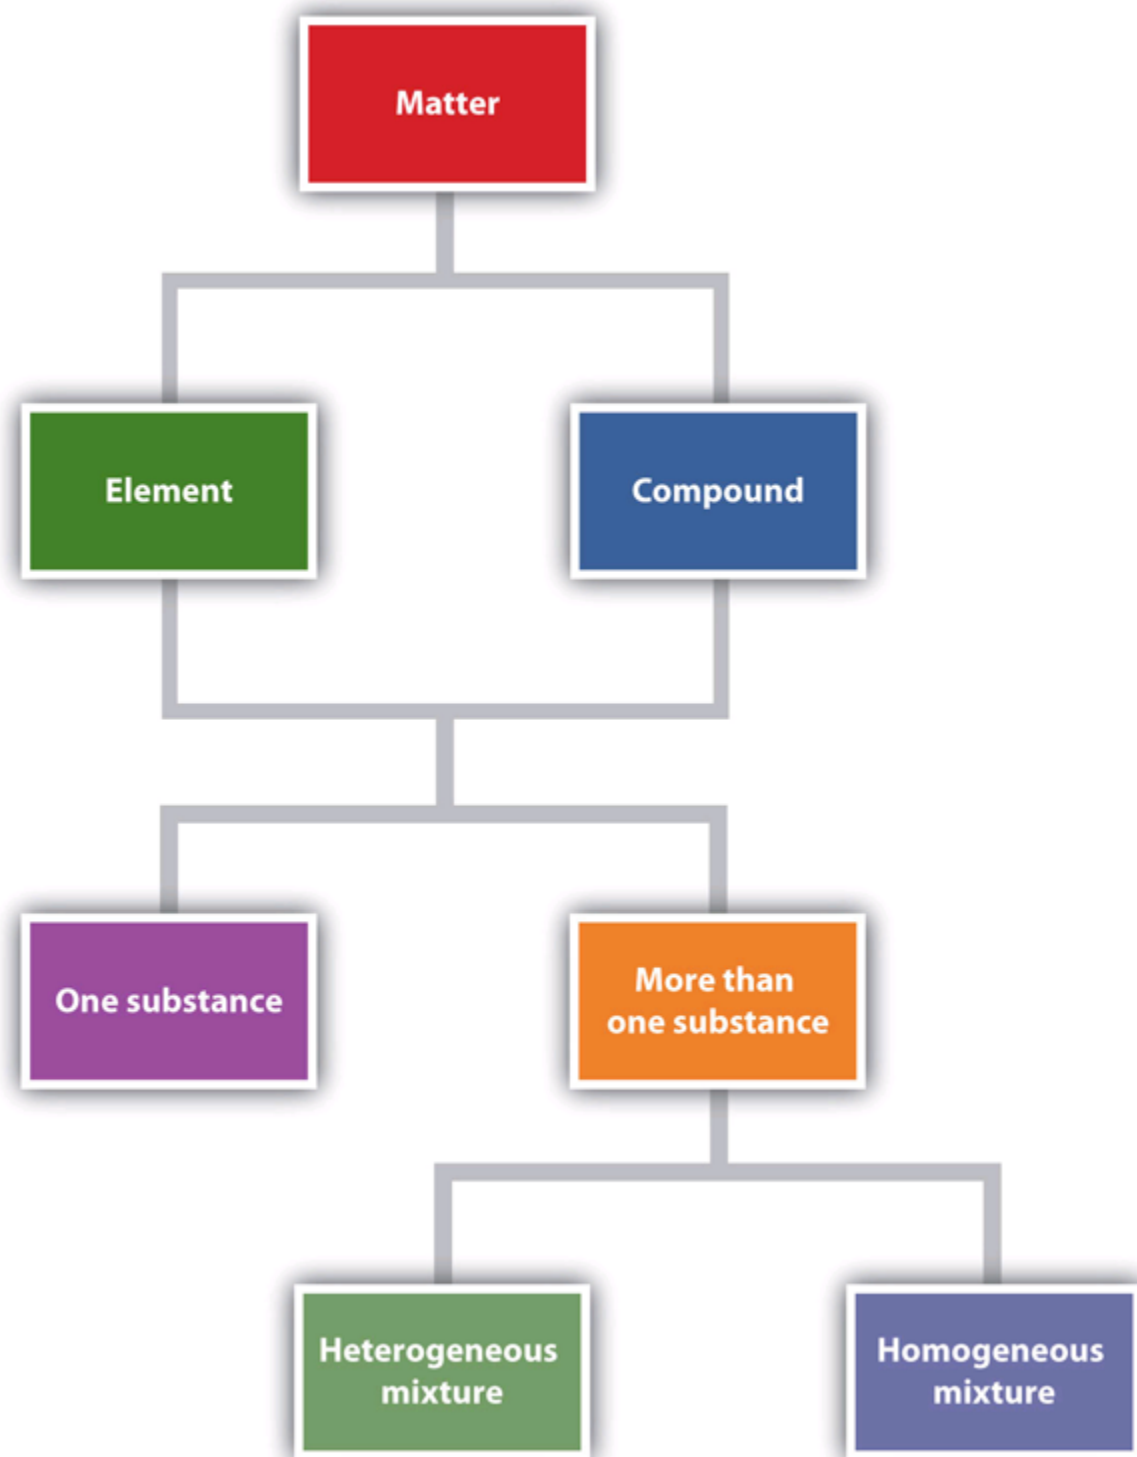 Matter
Element
Compound
One substance
More than
one substance
Heterogeneous
mixture
Homogeneous
mixture